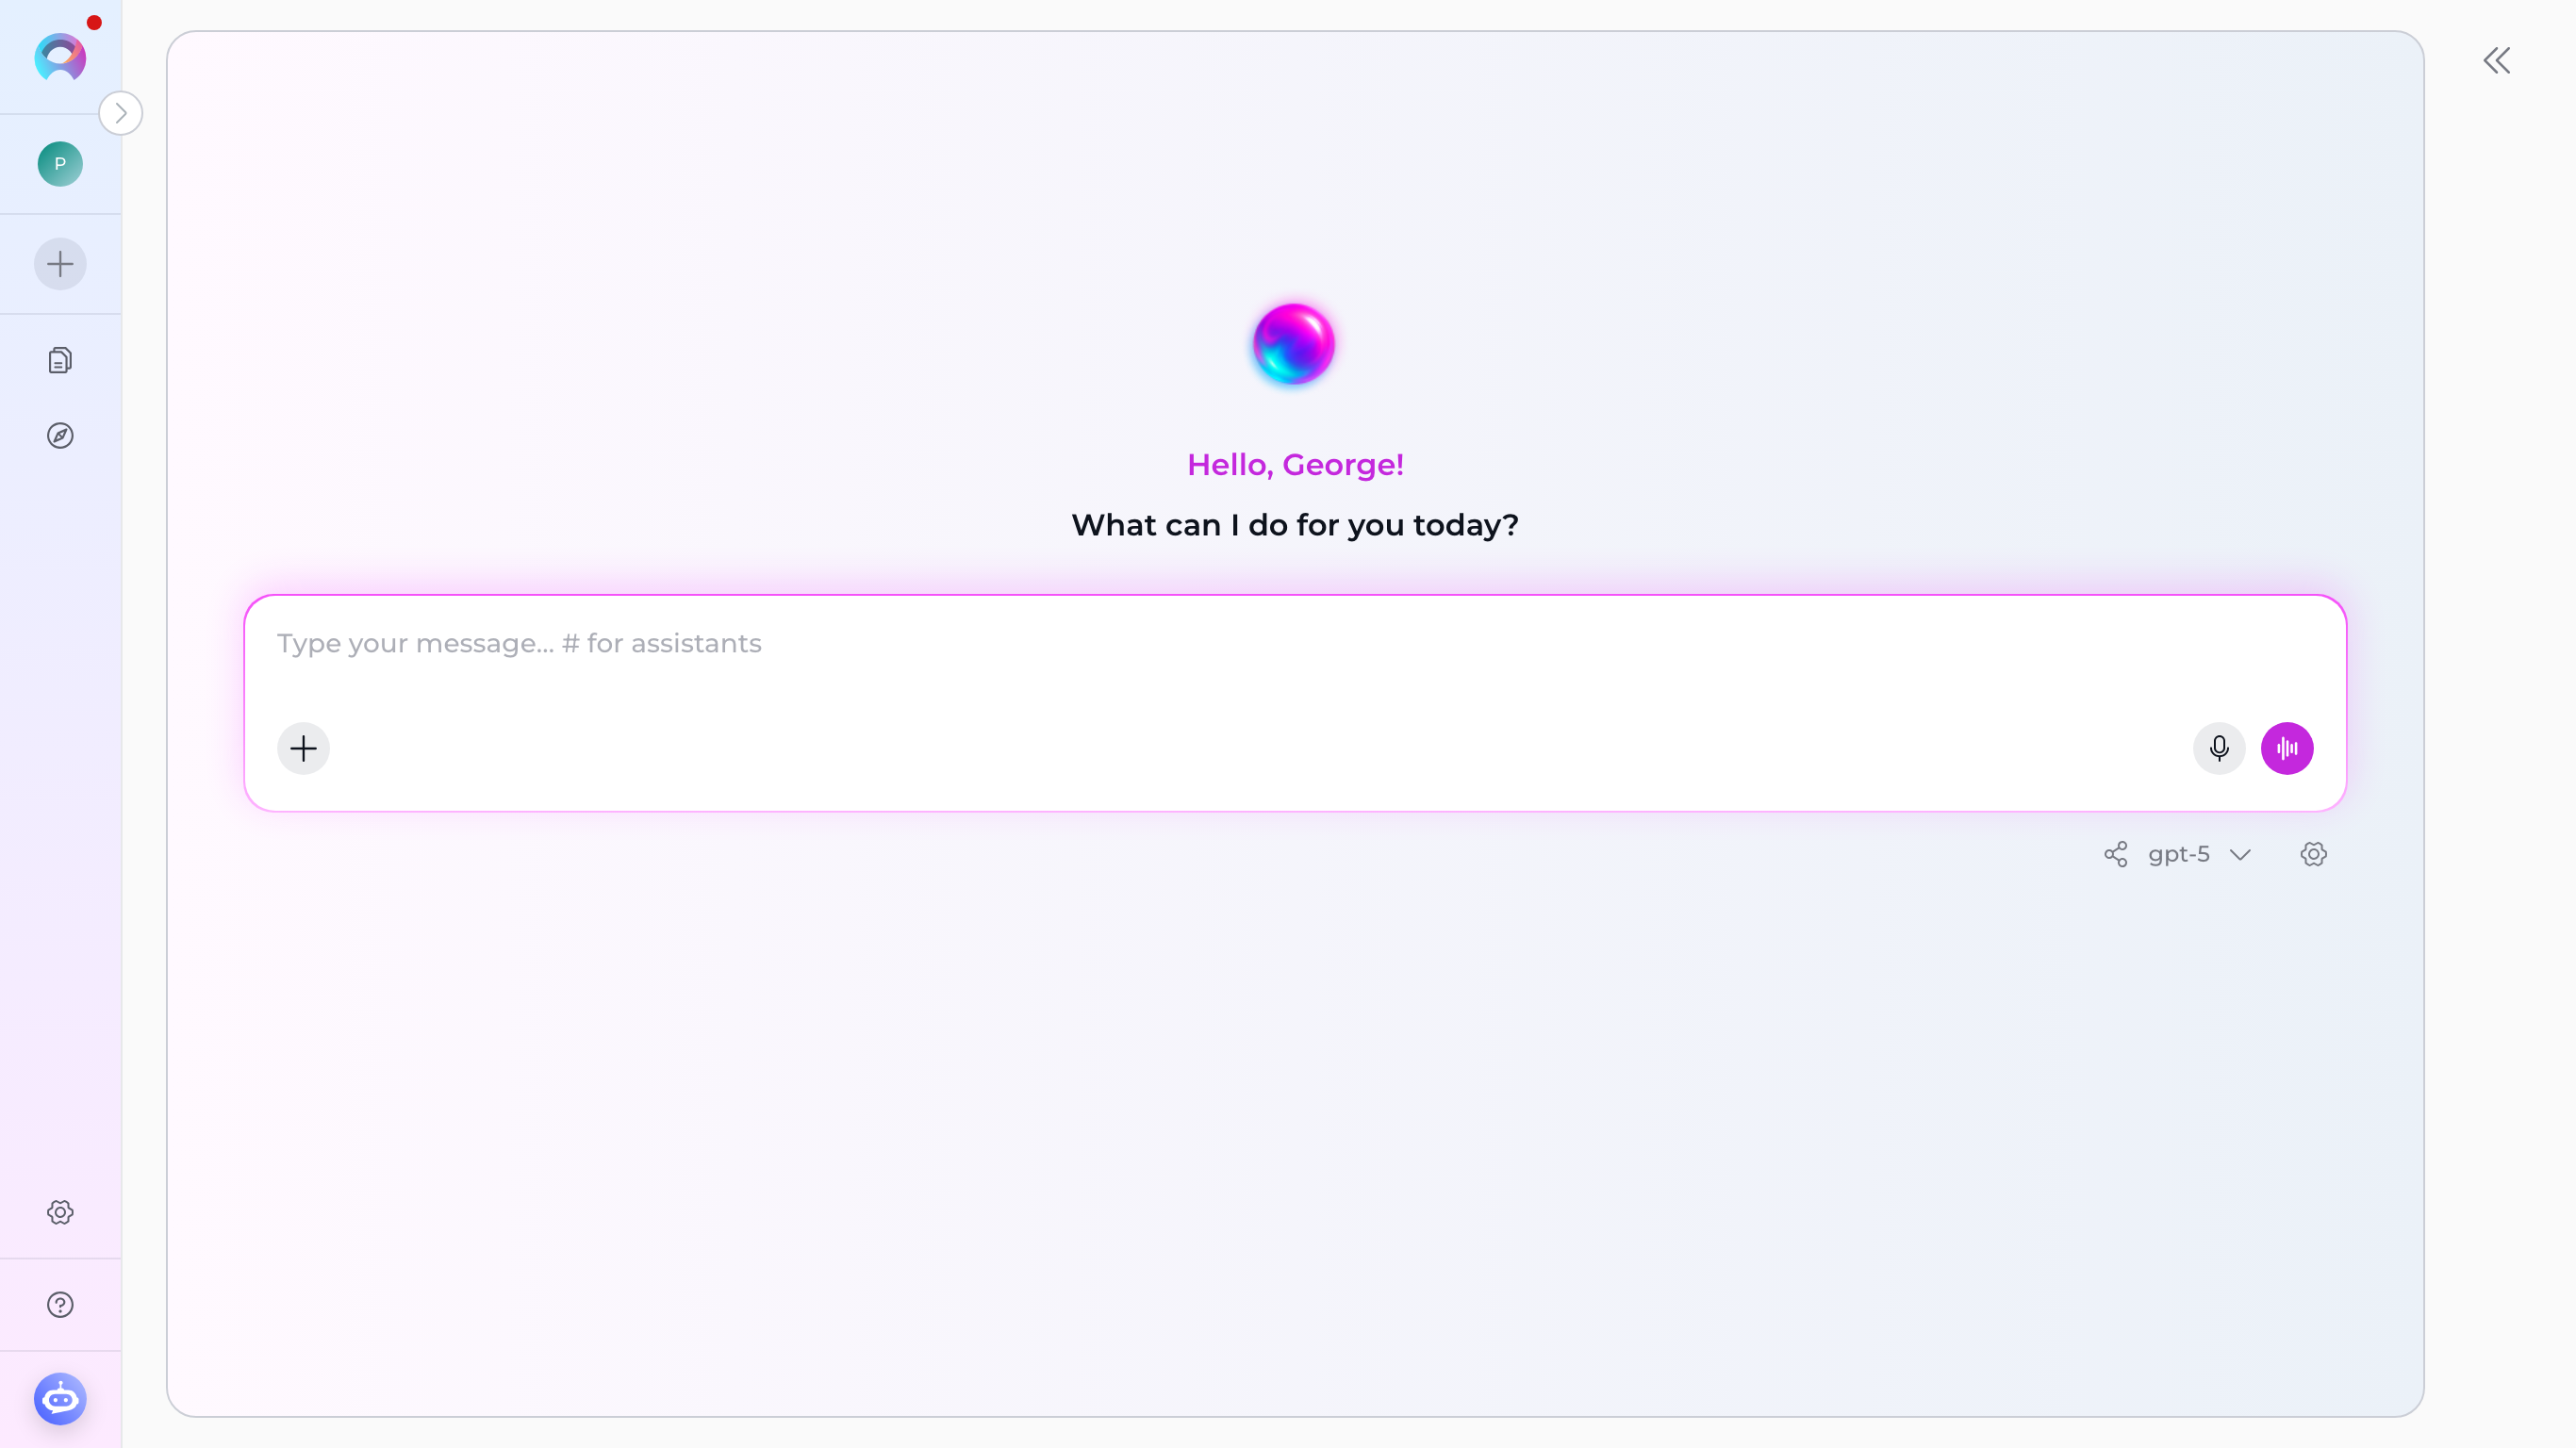 P
Hello, George!
What can I do for you today?
Type your message... # for assistants
gpt-5